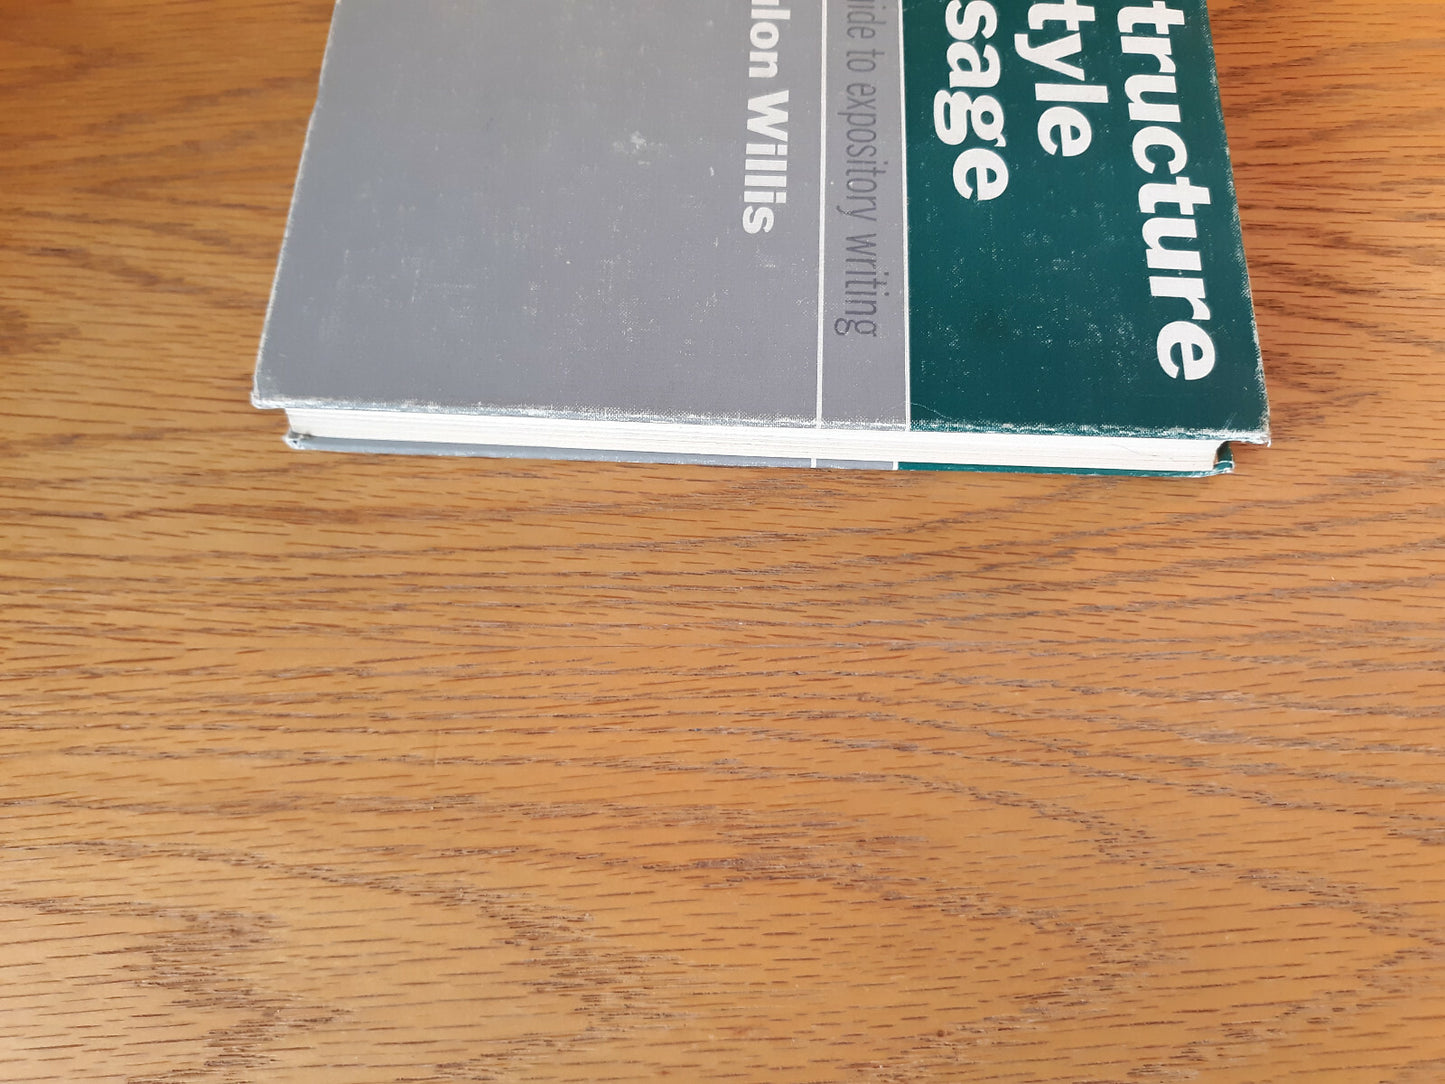 tructure
tyle
sage
ide to expository writing
lon Willis